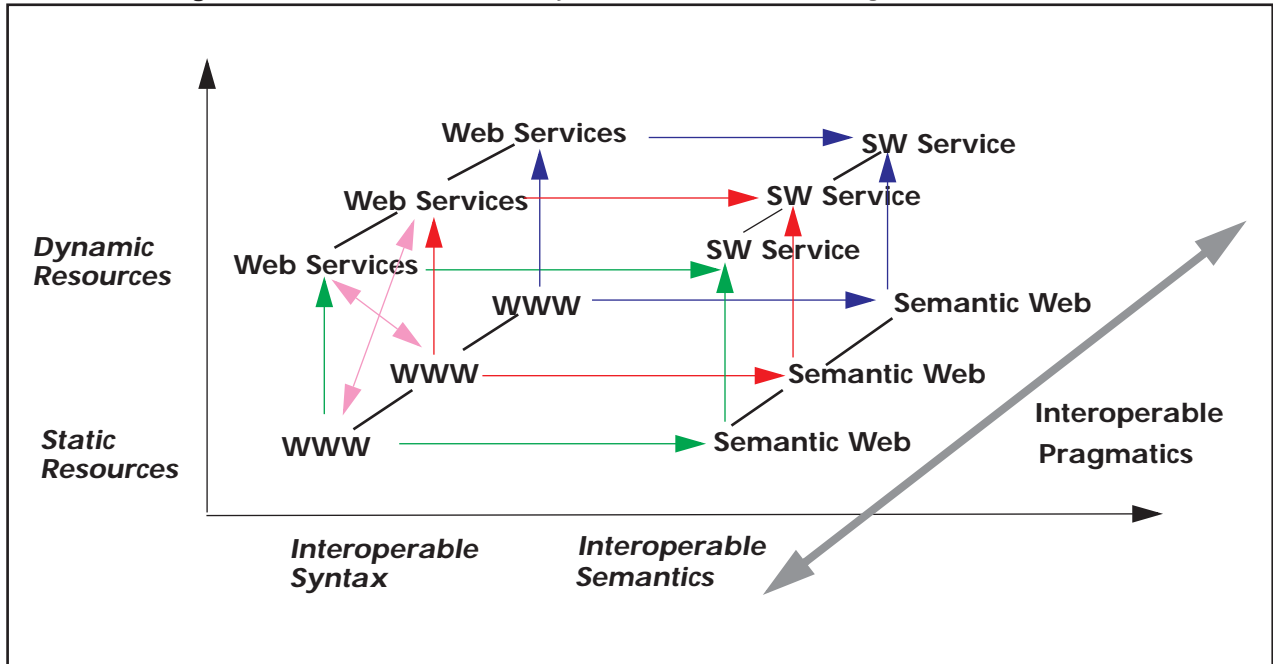 Web Services
SW Service
Web Services
SW Service
Dynamic
Resources
Web Services
SW Service
WWW
Semantic Web
WWW
Semantic Web
Interoperable
Pragmatics
Static
Resources
WWW
Semantic Web
Interoperable
Syntax
Interoperable
Semantics